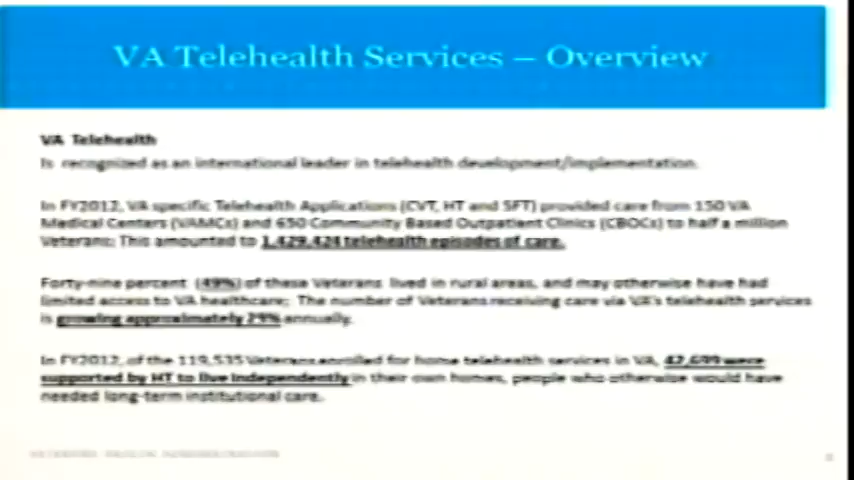 VA Telehealth Services – Overview
VA Telehealth
Is recognized as an international leader in telehealth development/implementation.
In FY2012, VA specific Telehealth Applications (CVT, HT and SFT) provided care from 150 VA
Medical Centers (VAMCs) and 650 Community Based Outpatient Clinics (CBOCs) to half a million
Veterans; This amounted to 1,429,424 telehealth episodes of care.
Forty-nine percent (49%) of these Veterans lived in rural areas, and may otherwise have had
limited access to VA healthcare; The number of Veterans receiving care via VA's telehealth services
is growing approximately 29% annually.
In FY2012, of the 119,535 Veterans enrolled for home telehealth services in VA, 42,699 were
supported by HT to live independently in their own homes, people who otherwise would have
needed long-term institutional care.
VETERANS HEALTH ADMINISTRATION